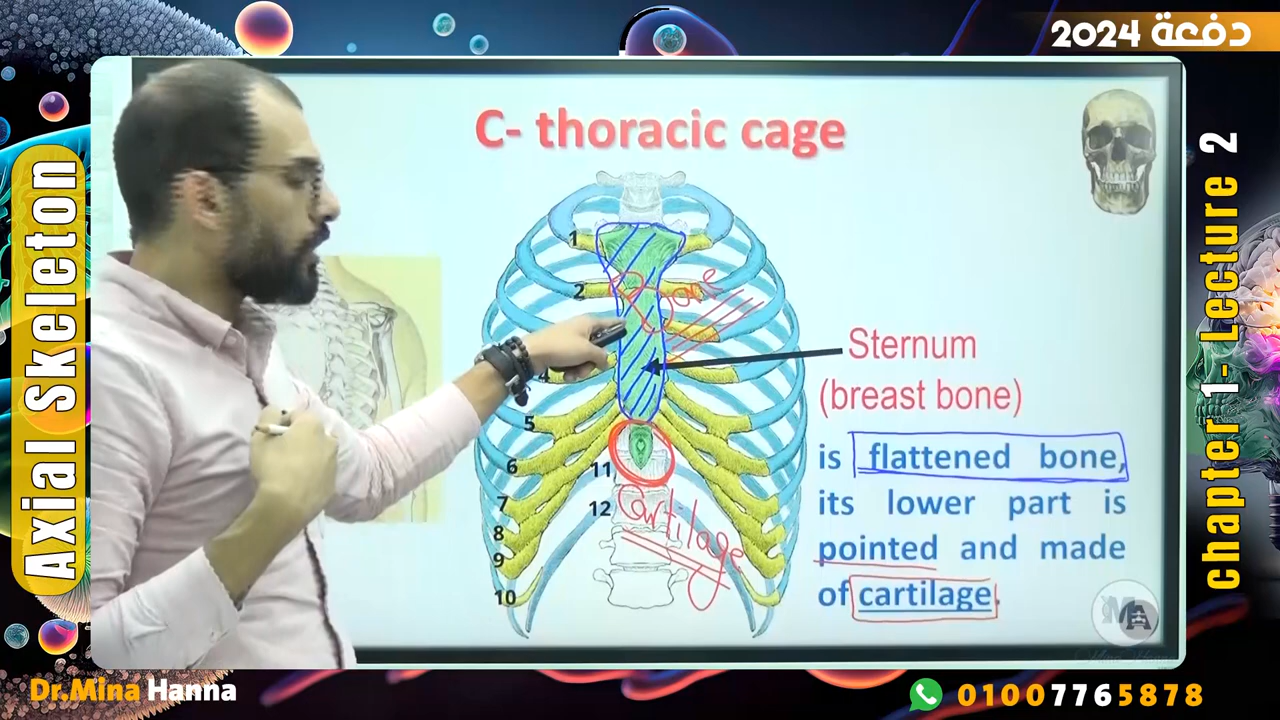 دفعة 2024
C- thoracic cage
1
2
4
5
6
7
8
9
10
11
12
Bone
Cartilage
Sternum
(breast bone)
is flattened bone,
its lower part is
pointed and made
of cartilage.
MA
Axial Skeleton
chapter 1- Lecture 2
Dr.Mina Hanna
01007765878